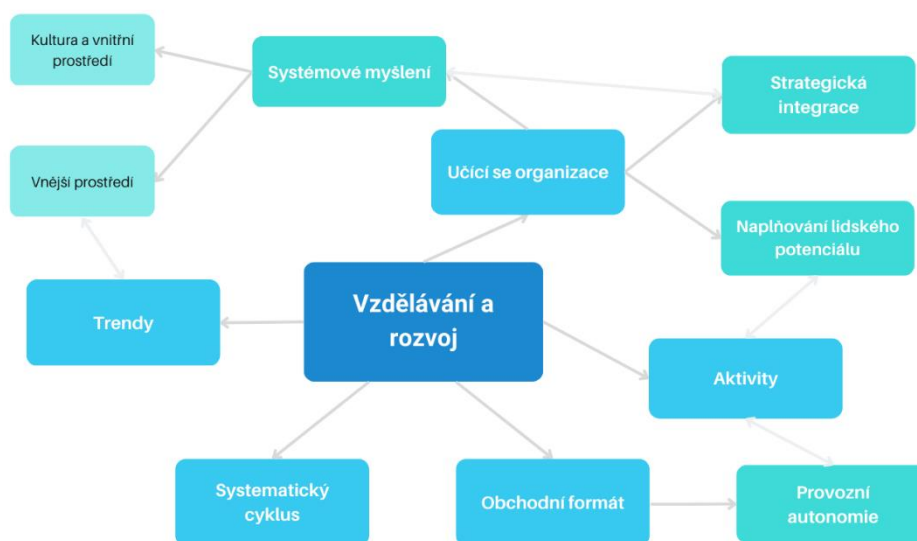 Kultura a vnitřní
prostředí
Systémové myšlení
Strategická
integrace
Učící se organizace
Vnější prostředí
Naplňování lidského
potenciálu
Vzdělávání a
rozvoj
Trendy
Aktivity
Systematický
cyklus
Obchodní formát
Provozní
autonomie